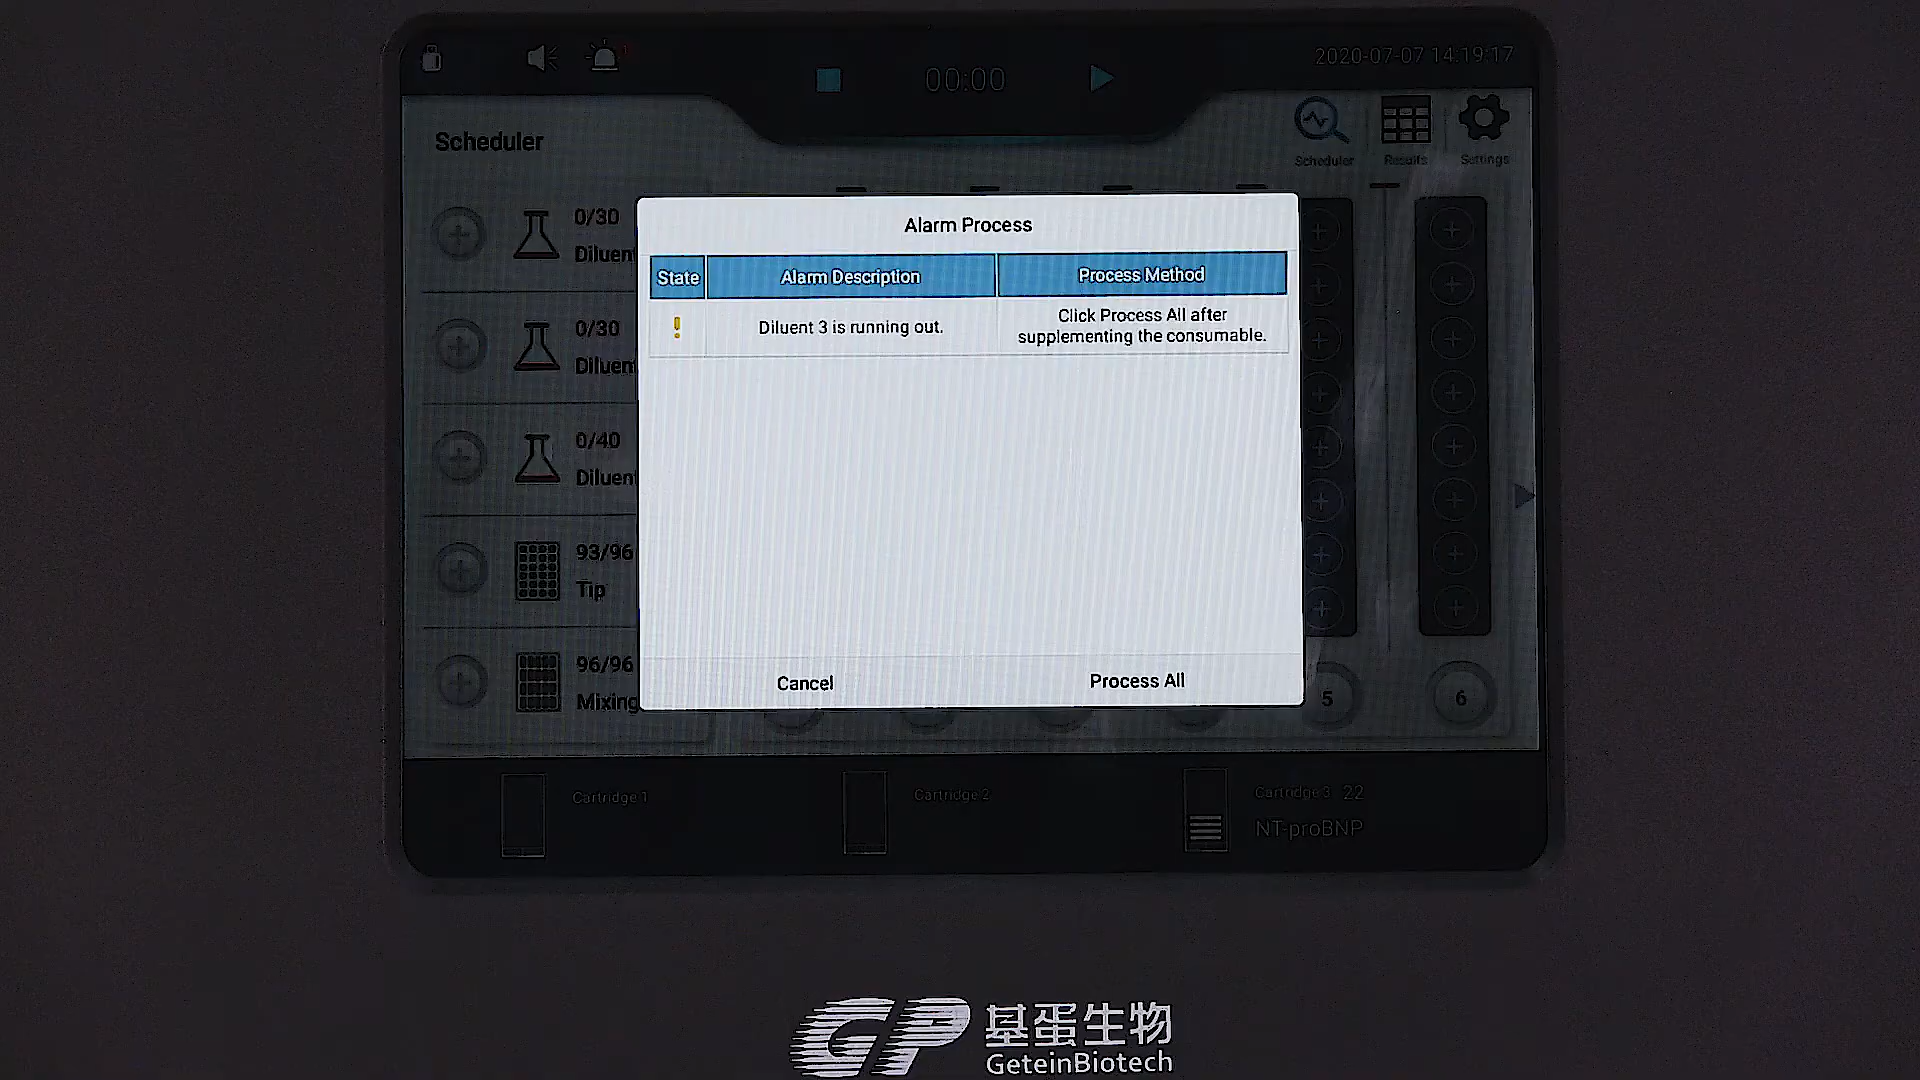 1
00:00
2020-07-07 14:19:17
Scheduler
Scheduler
Results
Settings
0/30
Diluent
0/30
Diluent
0/40
Diluent
93/96
Tip
96/96
Mixing
Alarm Process
State
Alarm Description
Process Method
!
Diluent 3 is running out.
Click Process All after
supplementing the consumable.
Cancel
Process All
5
6
Cartridge 1
Cartridge 2
Cartridge 3 22
NT-proBNP
GP
基蛋生物
GeteinBiotech